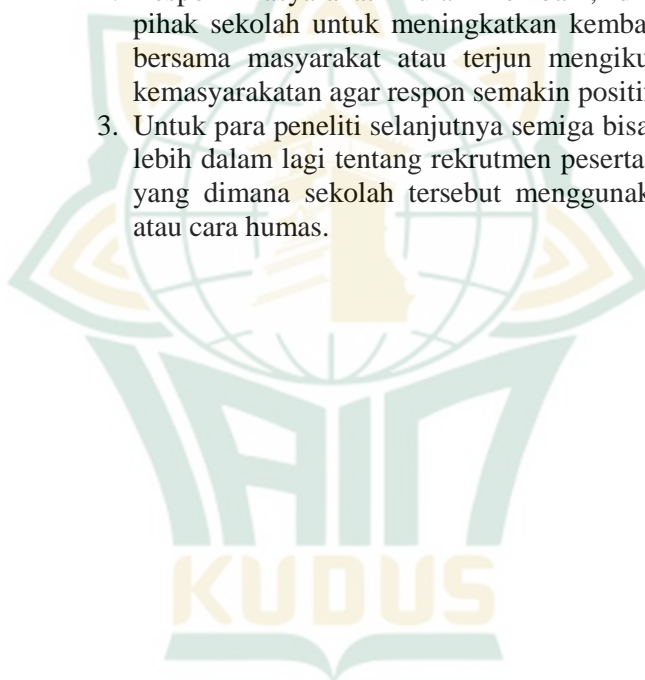 pihak sekolah untuk meningkatkan kemba
bersama masyarakat atau terjun mengiku
kemasyarakatan agar respon semakin positi
3. Untuk para peneliti selanjutnya semiga bisa
lebih dalam lagi tentang rekrutmen peserta
yang dimana sekolah tersebut menggunak
atau cara humas.
IAIN
KUDUS